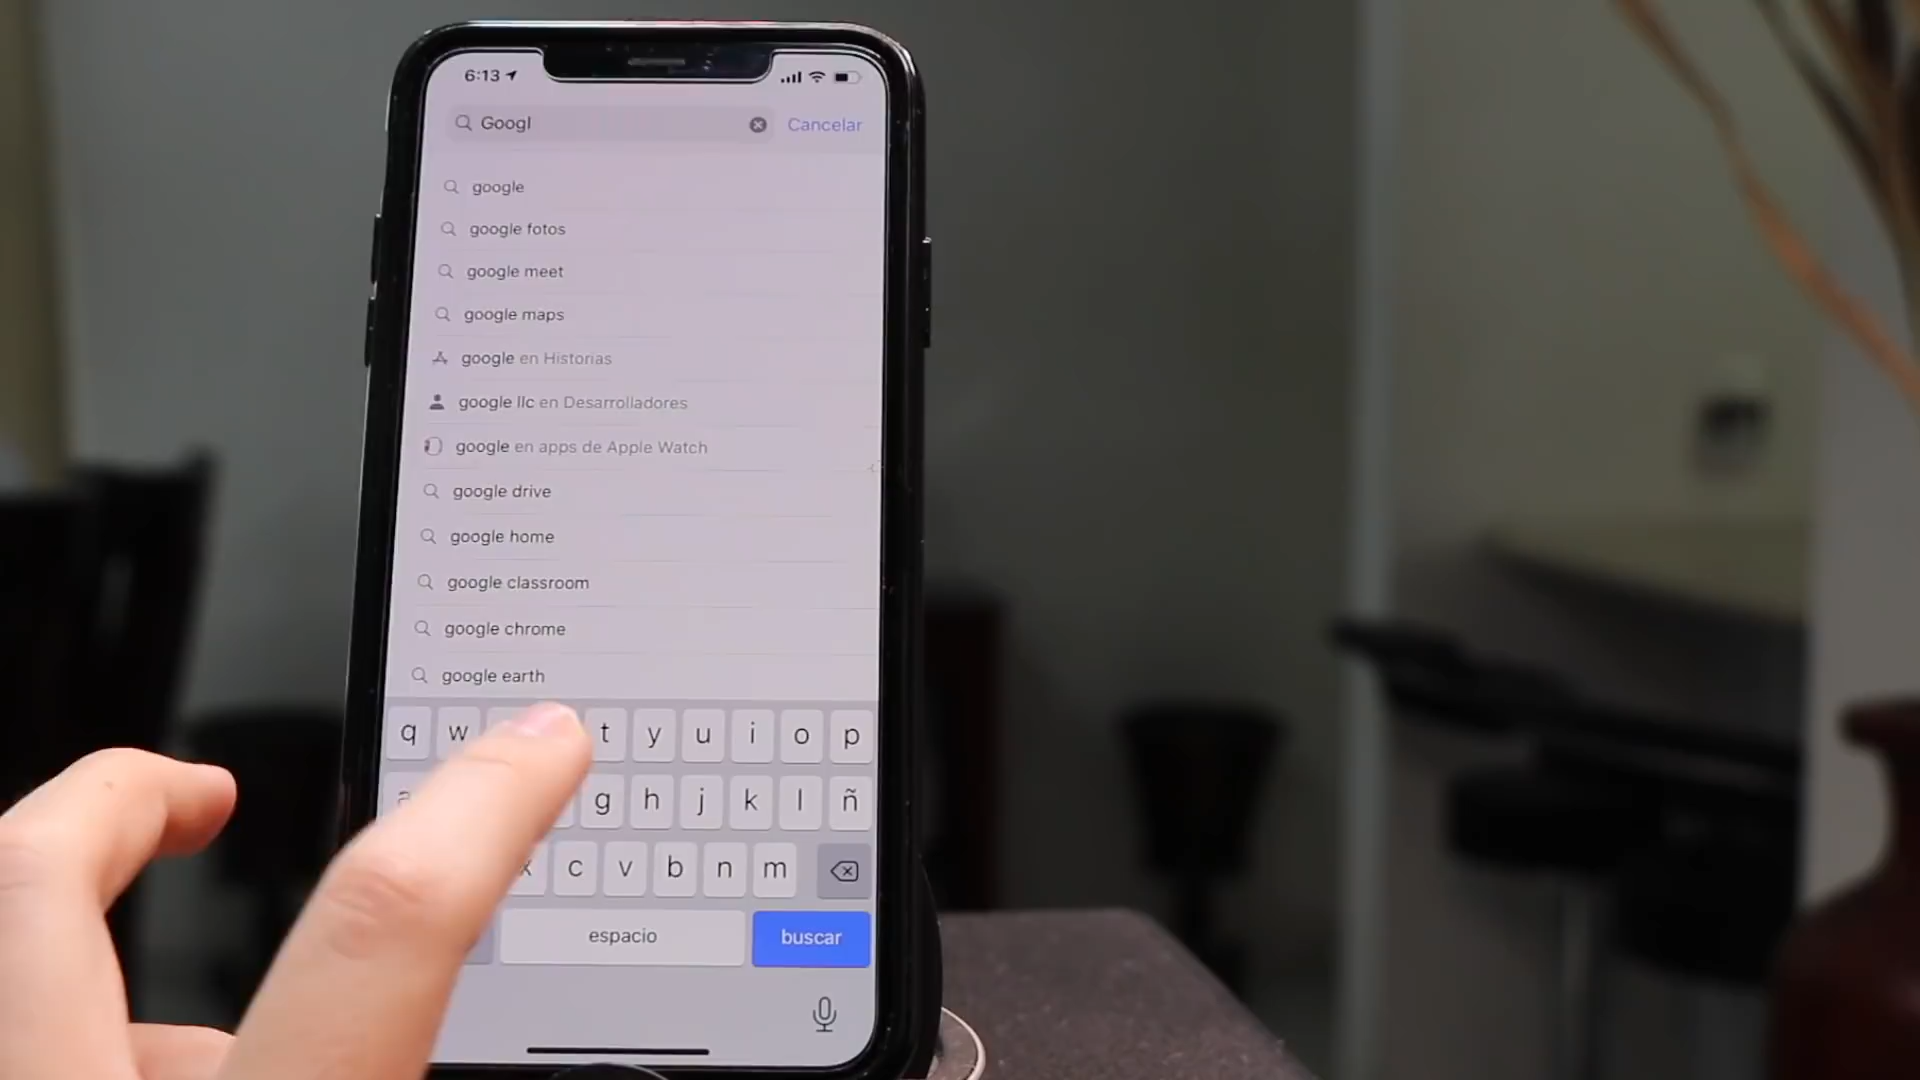 6:13
Googl
Cancelar
google
google fotos
google meet
google maps
google en Historias
google llc en Desarrolladores
google en apps de Apple Watch
google drive
google home
google classroom
google chrome
google earth
q w t y u i o p
a g h j k l ñ
x c v b n m
espacio
buscar